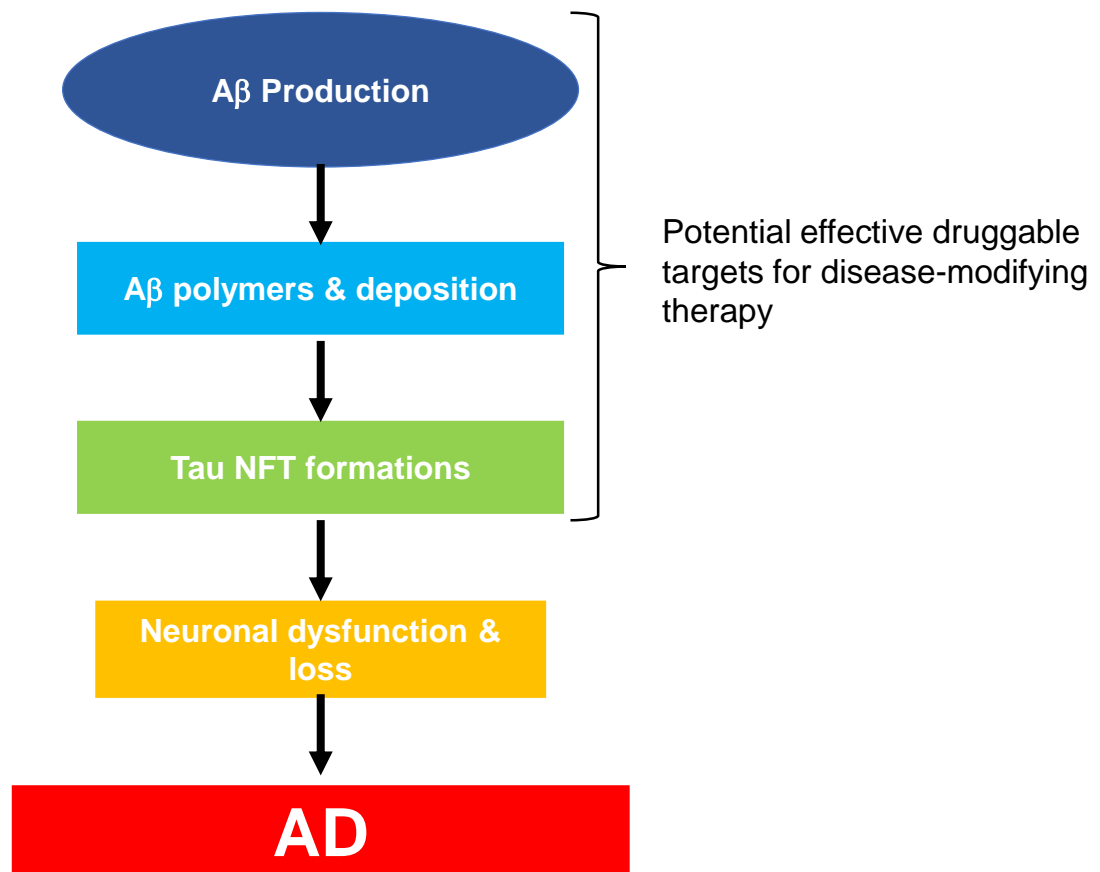 Aβ Production
Aβ polymers & deposition
Potential effective druggable
targets for disease-modifying
therapy
Tau NFT formations
Neuronal dysfunction &
loss
AD